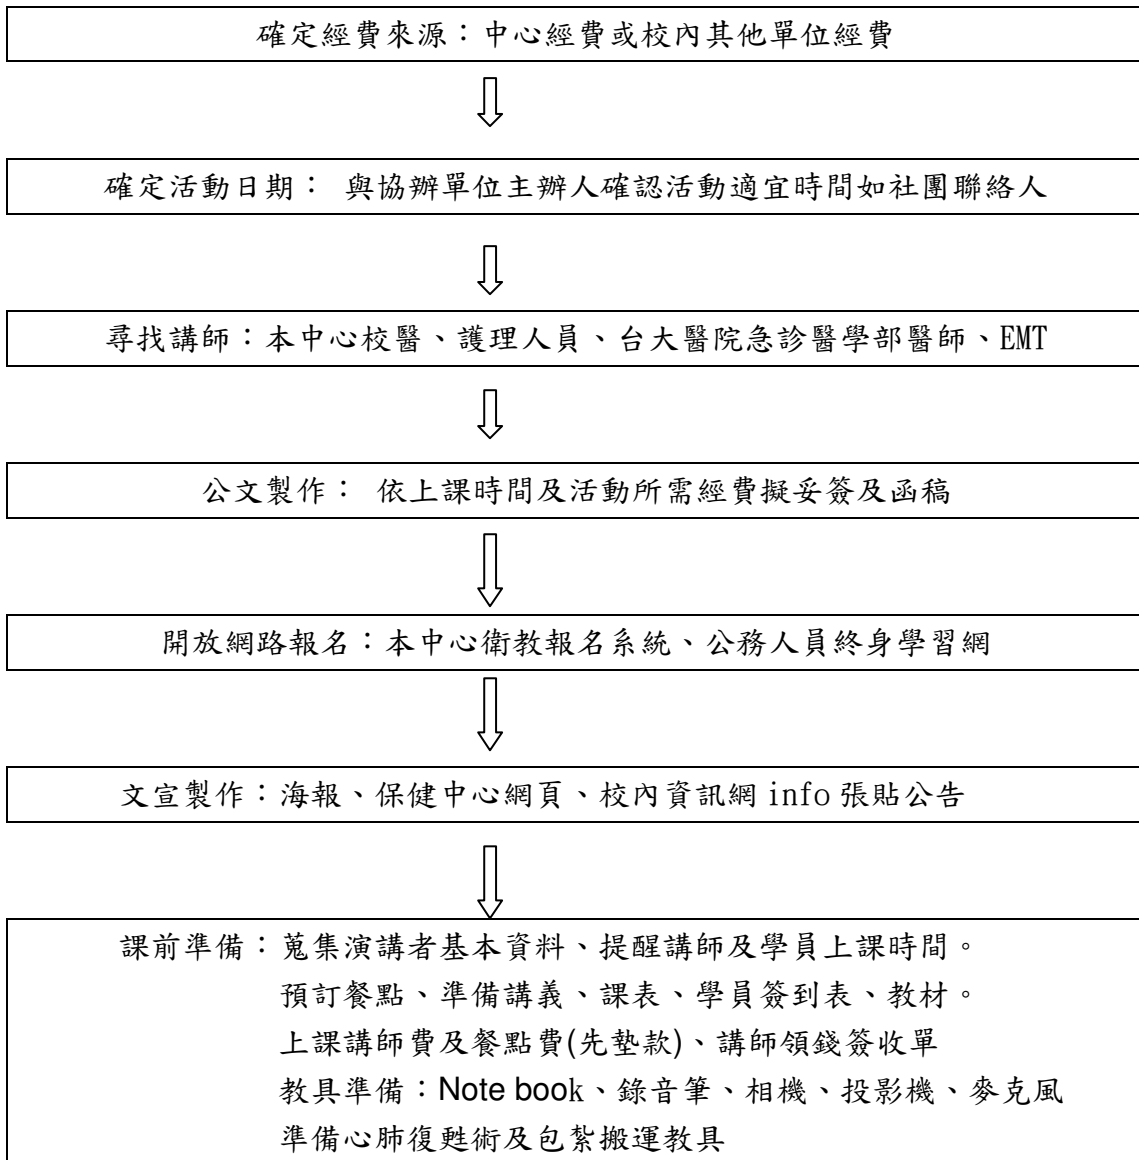 確定經費來源：中心經費或校內其他單位經費
確定活動日期： 與協辦單位主辦人確認活動適宜時間如社團聯絡人
尋找講師：本中心校醫、護理人員、台大醫院急診醫學部醫師、EMT
公文製作： 依上課時間及活動所需經費擬妥簽及函稿
開放網路報名：本中心衛教報名系統、公務人員終身學習網
文宣製作：海報、保健中心網頁、校內資訊網 info 張貼公告
課前準備：蒐集演講者基本資料、提醒講師及學員上課時間。
預訂餐點、準備講義、課表、學員簽到表、教材。
上課講師費及餐點費(先墊款)、講師領錢簽收單
教具準備：Note book、錄音筆、相機、投影機、麥克風
準備心肺復甦術及包紮搬運教具